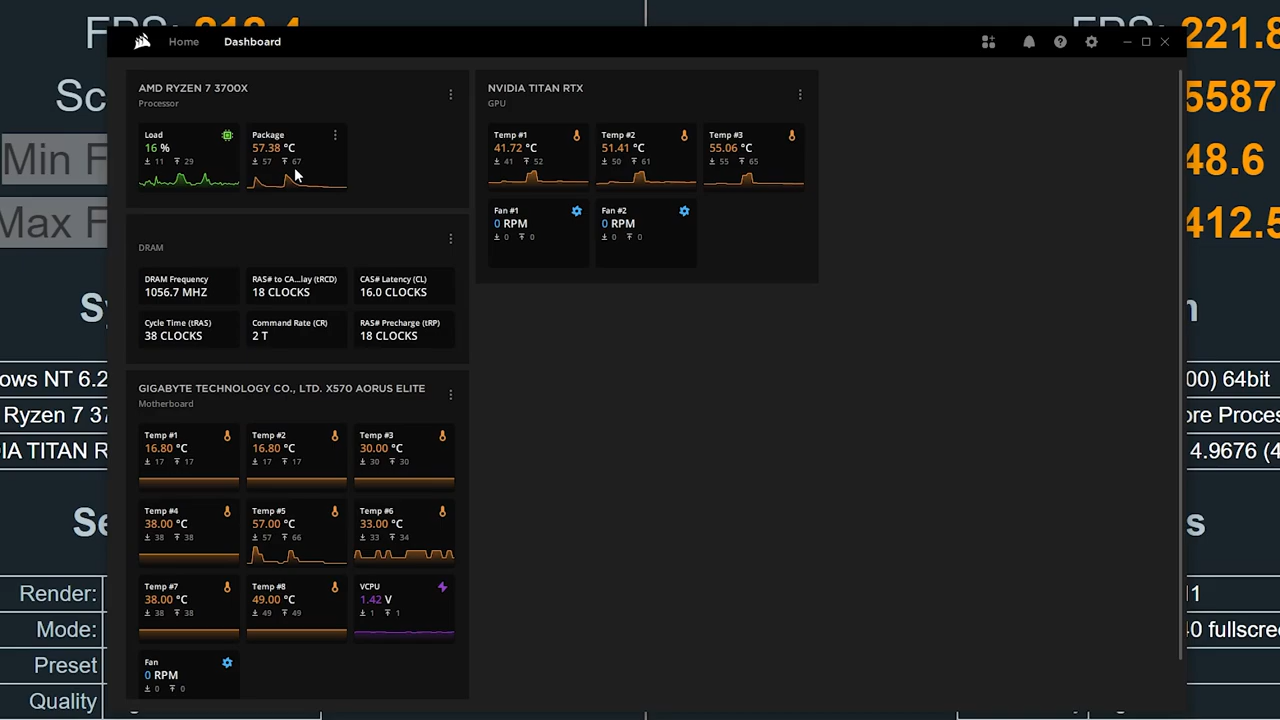 FPS: 212.4
FPS: 221.8
Home
Dashboard
Sc
5587
Min F
48.6
Max F
412.5
AMD RYZEN 7 3700X
Processor
Load
16 %
11 29
Package
57.38 °C
57 67
NVIDIA TITAN RTX
GPU
Temp #1
41.72 °C
41 52
Temp #2
51.41 °C
50 61
Temp #3
55.06 °C
55 65
Fan #1
0 RPM
0 0
Fan #2
0 RPM
0 0
DRAM
DRAM Frequency
1056.7 MHZ
RAS# to CA...lay (tRCD)
18 CLOCKS
CAS# Latency (CL)
16.0 CLOCKS
Cycle Time (tRAS)
38 CLOCKS
Command Rate (CR)
2 T
RAS# Precharge (tRP)
18 CLOCKS
GIGABYTE TECHNOLOGY CO., LTD. X570 AORUS ELITE
Motherboard
Temp #1
16.80 °C
17 17
Temp #2
16.80 °C
17 17
Temp #3
30.00 °C
30 30
Temp #4
38.00 °C
38 38
Temp #5
57.00 °C
57 66
Temp #6
33.00 °C
33 34
Temp #7
38.00 °C
38 38
Temp #8
49.00 °C
49 49
VCPU
1.42 V
1 1
Fan
0 RPM
0 0
Sy
n
ows NT 6.2
00) 64bit
Ryzen 7 37
ore Proces
IA TITAN R
4.9676 (4
Se
s
Render:
11
Mode:
40 fullscre
Preset
Quality